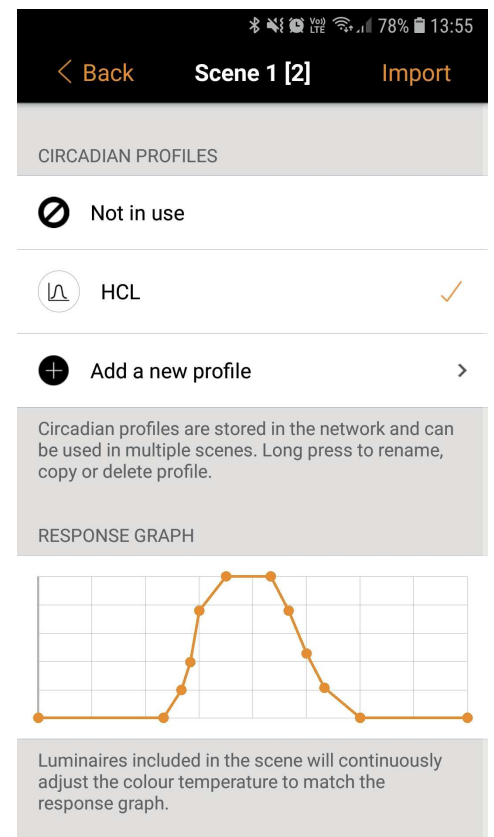 Vo)) LTE 78% 13:55
Back Scene 1 [2] Import
CIRCADIAN PROFILES
Not in use
HCL
Add a new profile
Circadian profiles are stored in the network and can
be used in multiple scenes. Long press to rename,
copy or delete profile.
RESPONSE GRAPH
Luminaires included in the scene will continuously
adjust the colour temperature to match the
response graph.